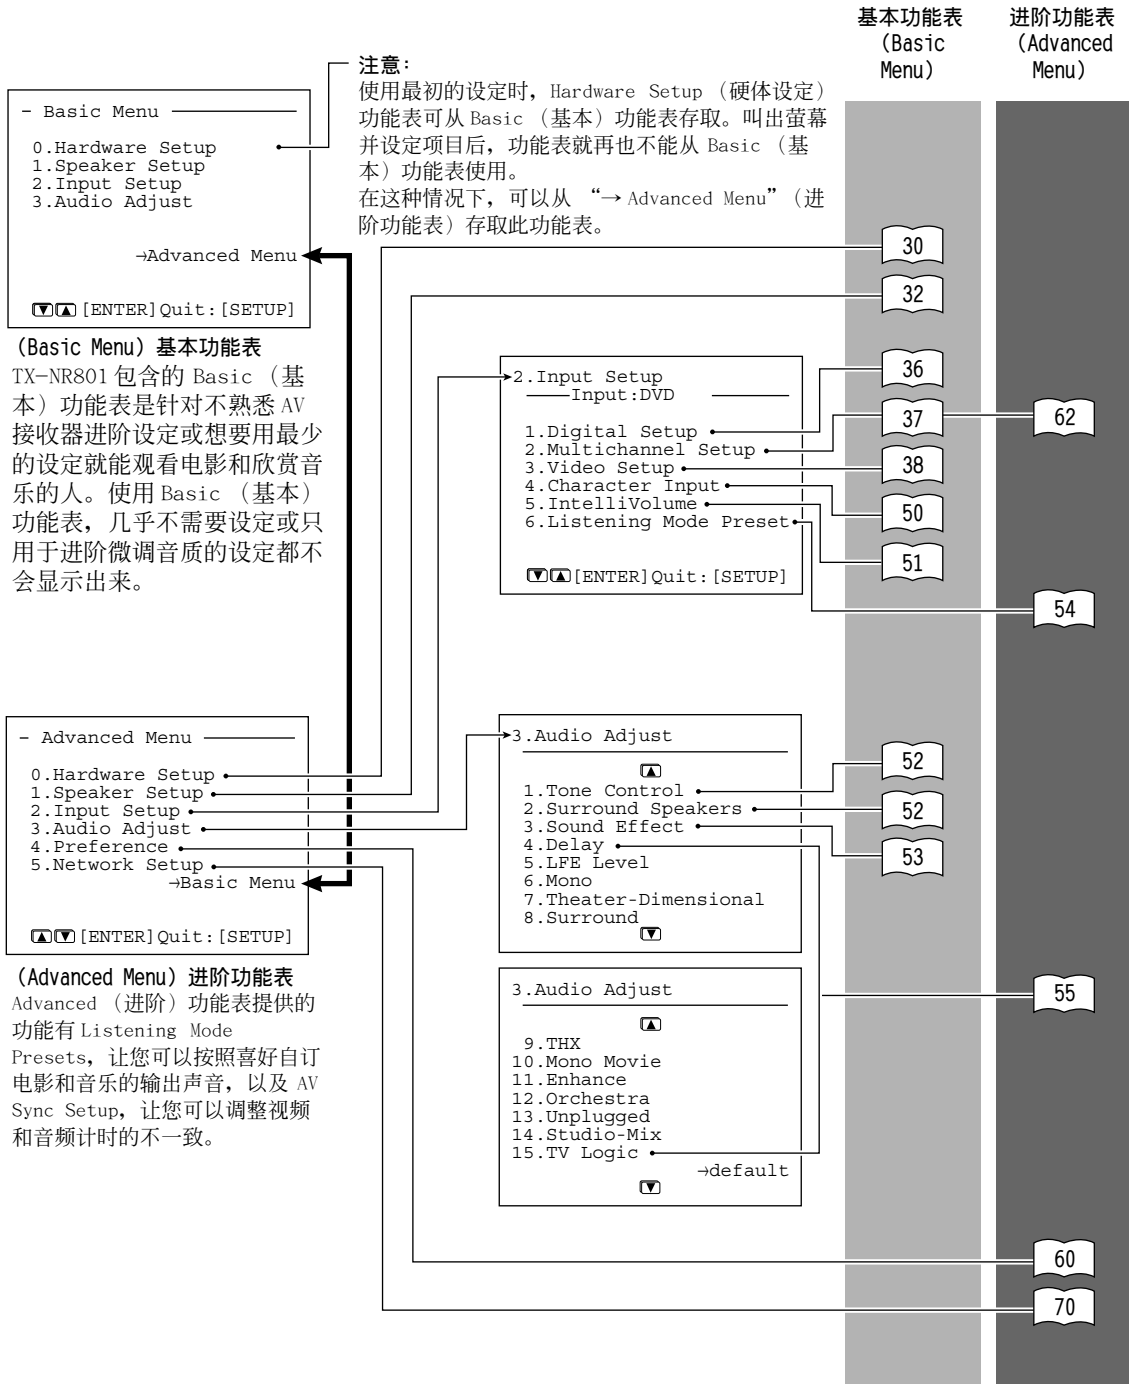 基本功能表
(Basic
Menu)
进阶功能表
(Advanced
Menu)
注意：
使用最初的设定时，Hardware Setup （硬体设定）
功能表可从 Basic （基本）功能表存取。叫出萤幕
并设定项目后，功能表就再也不能从 Basic （基
本）功能表使用。
在这种情况下，可以从 “→ Advanced Menu”（进
阶功能表）存取此功能表。
- Basic Menu
0.Hardware Setup
1.Speaker Setup
2.Input Setup
3.Audio Adjust
→Advanced Menu
▼▲[ENTER]Quit:[SETUP]
(Basic Menu) 基本功能表
TX-NR801 包含的 Basic （基
本）功能表是针对不熟悉 AV
接收器进阶设定或想要用最少
的设定就能观看电影和欣赏音
乐的人。使用 Basic （基本）
功能表，几乎不需要设定或只
用于进阶微调音质的设定都不
会显示出来。
30
32
2.Input Setup
Input:DVD
1.Digital Setup
2.Multichannel Setup
3.Video Setup
4.Character Input
5.IntelliVolume
6.Listening Mode Preset
▼▲[ENTER]Quit:[SETUP]
36
37
62
38
50
51
54
- Advanced Menu
0.Hardware Setup
1.Speaker Setup
2.Input Setup
3.Audio Adjust
4.Preference
5.Network Setup
→Basic Menu
▲▼[ENTER]Quit:[SETUP]
(Advanced Menu) 进阶功能表
Advanced （进阶）功能表提供的
功能有 Listening Mode
Presets，让您可以按照喜好自订
电影和音乐的输出声音，以及 AV
Sync Setup，让您可以调整视频
和音频计时的不一致。
3.Audio Adjust
▲
1.Tone Control
2.Surround Speakers
3.Sound Effect
4.Delay
5.LFE Level
6.Mono
7.Theater-Dimensional
8.Surround
▼
52
52
53
3.Audio Adjust
▲
9.THX
10.Mono Movie
11.Enhance
12.Orchestra
13.Unplugged
14.Studio-Mix
15.TV Logic
→default
▼
55
60
70